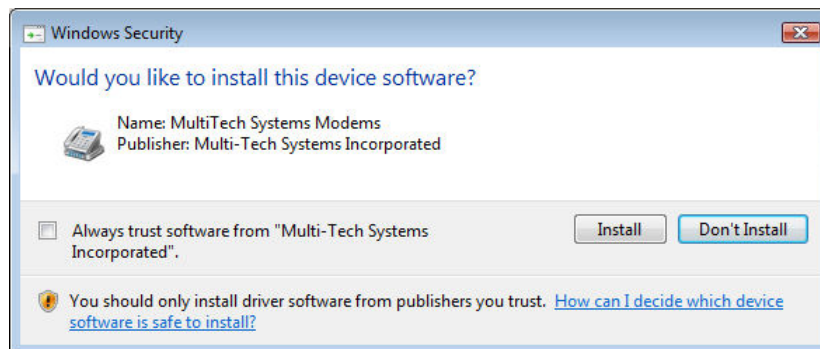 Windows Security
Would you like to install this device software?
Name: MultiTech Systems Modems
Publisher: Multi-Tech Systems Incorporated
Always trust software from "Multi-Tech Systems
Incorporated".
Install
Don't Install
You should only install driver software from publishers you trust. How can I decide which device
software is safe to install?